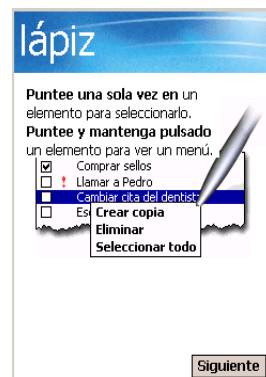 lápiz
Puntee una sola vez en un
elemento para seleccionarlo.
Puntee y mantenga pulsado
un elemento para ver un menú.
Comprar sellos
! Llamar a Pedro
Cambiar cita del dentist
Crear copia
Eliminar
Seleccionar todo
Siguiente